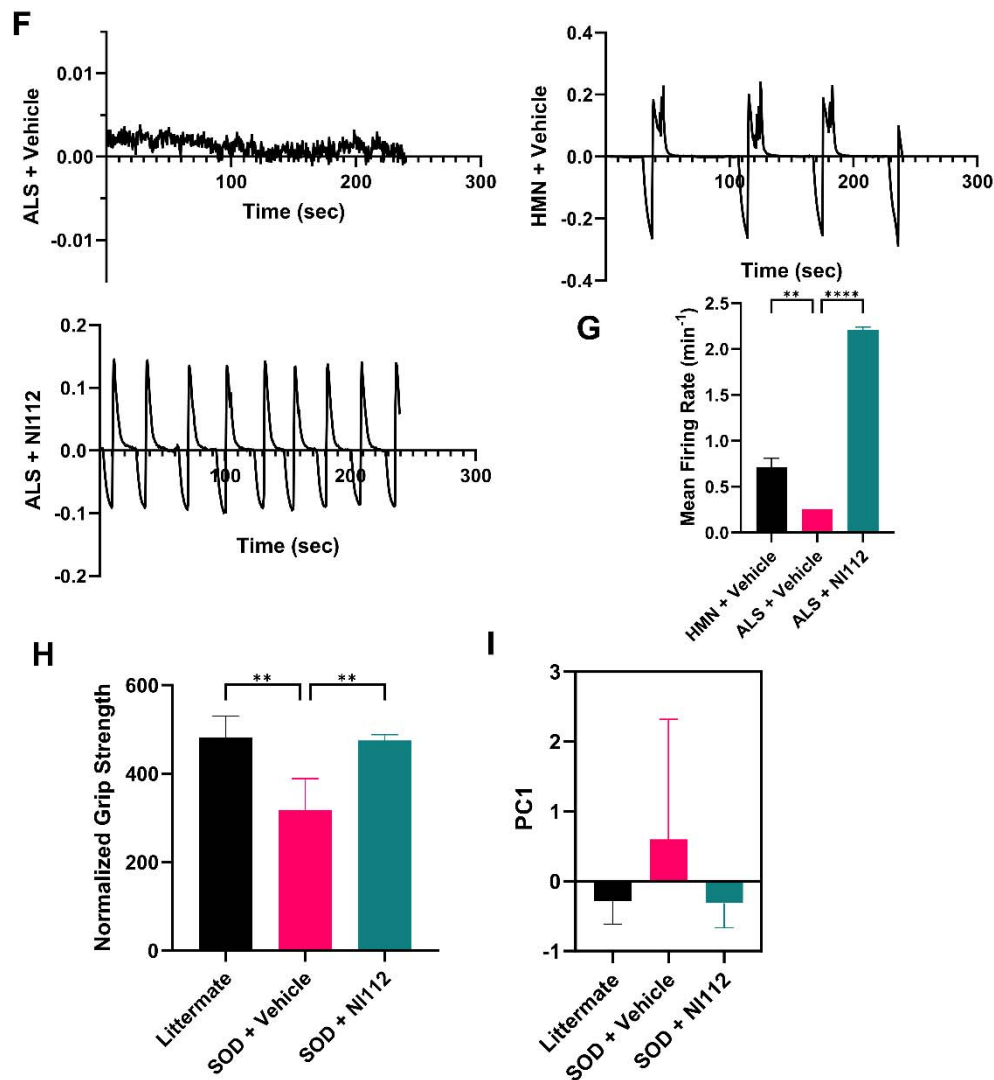 F
ALS + Vehicle
0.01
0.00
-0.01
100
200
300
Time (sec)
HMN + Vehicle
0.4
0.2
0.0
-0.2
-0.4
100
200
300
Time (sec)
ALS + NI112
0.2
0.1
0.0
-0.1
-0.2
100
200
300
Time (sec)
G
Mean Firing Rate (min⁻¹)
2.5
2.0
1.5
1.0
0.5
0.0
** ****
HMN + Vehicle
ALS + Vehicle
ALS + NI112
H
Normalized Grip Strength
600
400
200
0
** **
Littermate
SOD + Vehicle
SOD + NI112
I
PC1
3
2
1
0
-1
Littermate
SOD + Vehicle
SOD + NI112